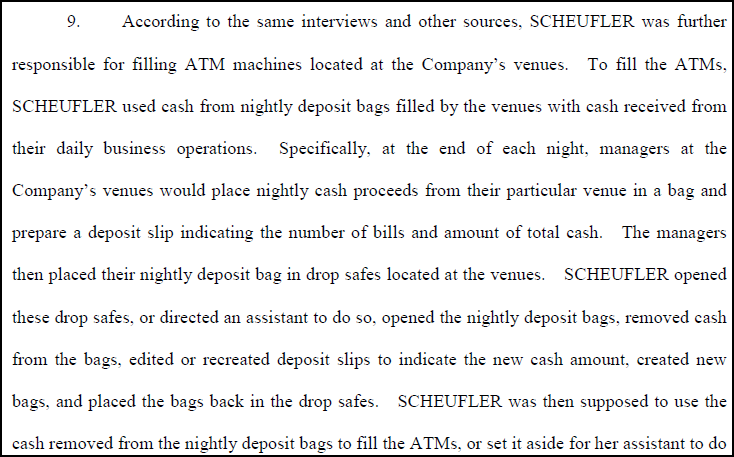 9. According to the same interviews and other sources, SCHEUFLER was further
responsible for filling ATM machines located at the Company's venues. To fill the ATMs,
SCHEUFLER used cash from nightly deposit bags filled by the venues with cash received from
their daily business operations. Specifically, at the end of each night, managers at the
Company's venues would place nightly cash proceeds from their particular venue in a bag and
prepare a deposit slip indicating the number of bills and amount of total cash. The managers
then placed their nightly deposit bag in drop safes located at the venues. SCHEUFLER opened
these drop safes, or directed an assistant to do so, opened the nightly deposit bags, removed cash
from the bags, edited or recreated deposit slips to indicate the new cash amount, created new
bags, and placed the bags back in the drop safes. SCHEUFLER was then supposed to use the
cash removed from the nightly deposit bags to fill the ATMs, or set it aside for her assistant to do